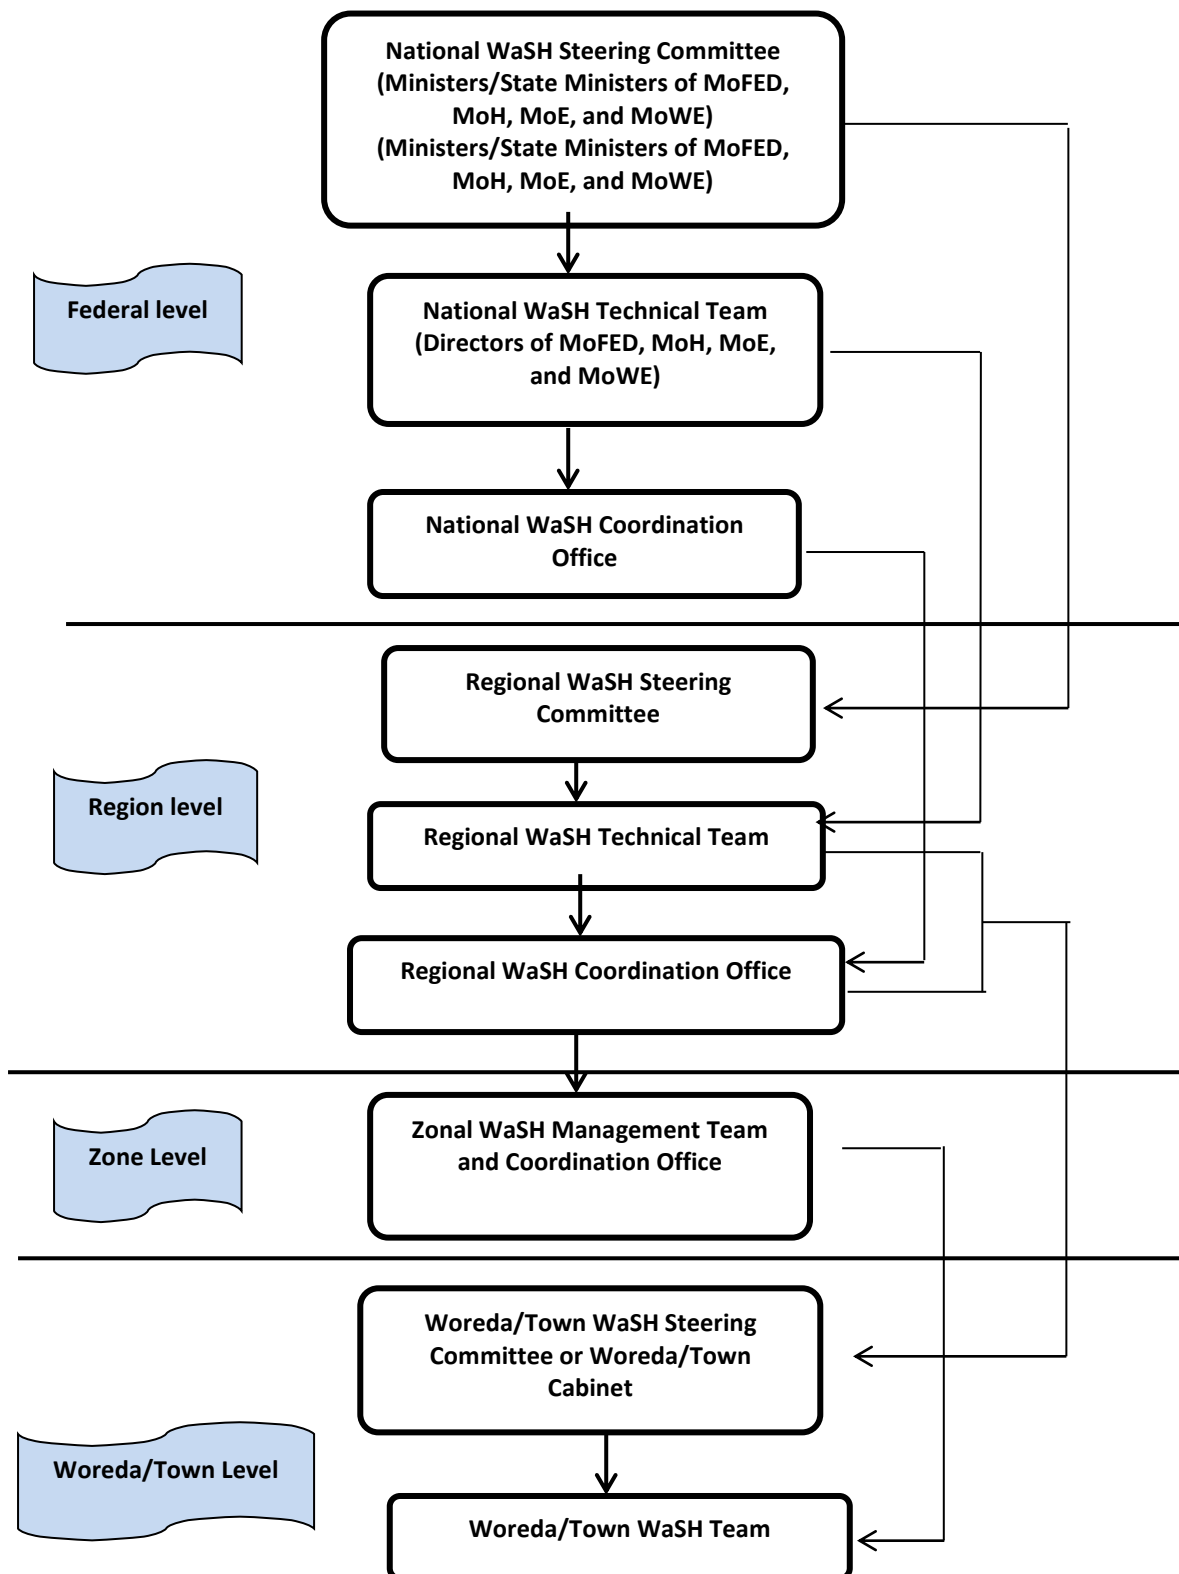 National WaSH Steering Committee
(Ministers/State Ministers of MoFED,
MoH, MoE, and MoWE)
(Ministers/State Ministers of MoFED,
MoH, MoE, and MoWE)
Federal level
National WaSH Technical Team
(Directors of MoFED, MoH, MoE,
and MoWE)
National WaSH Coordination
Office
Regional WaSH Steering
Committee
Region level
Regional WaSH Technical Team
Regional WaSH Coordination Office
Zone Level
Zonal WaSH Management Team
and Coordination Office
Woreda/Town WaSH Steering
Committee or Woreda/Town
Cabinet
Woreda/Town Level
Woreda/Town WaSH Team